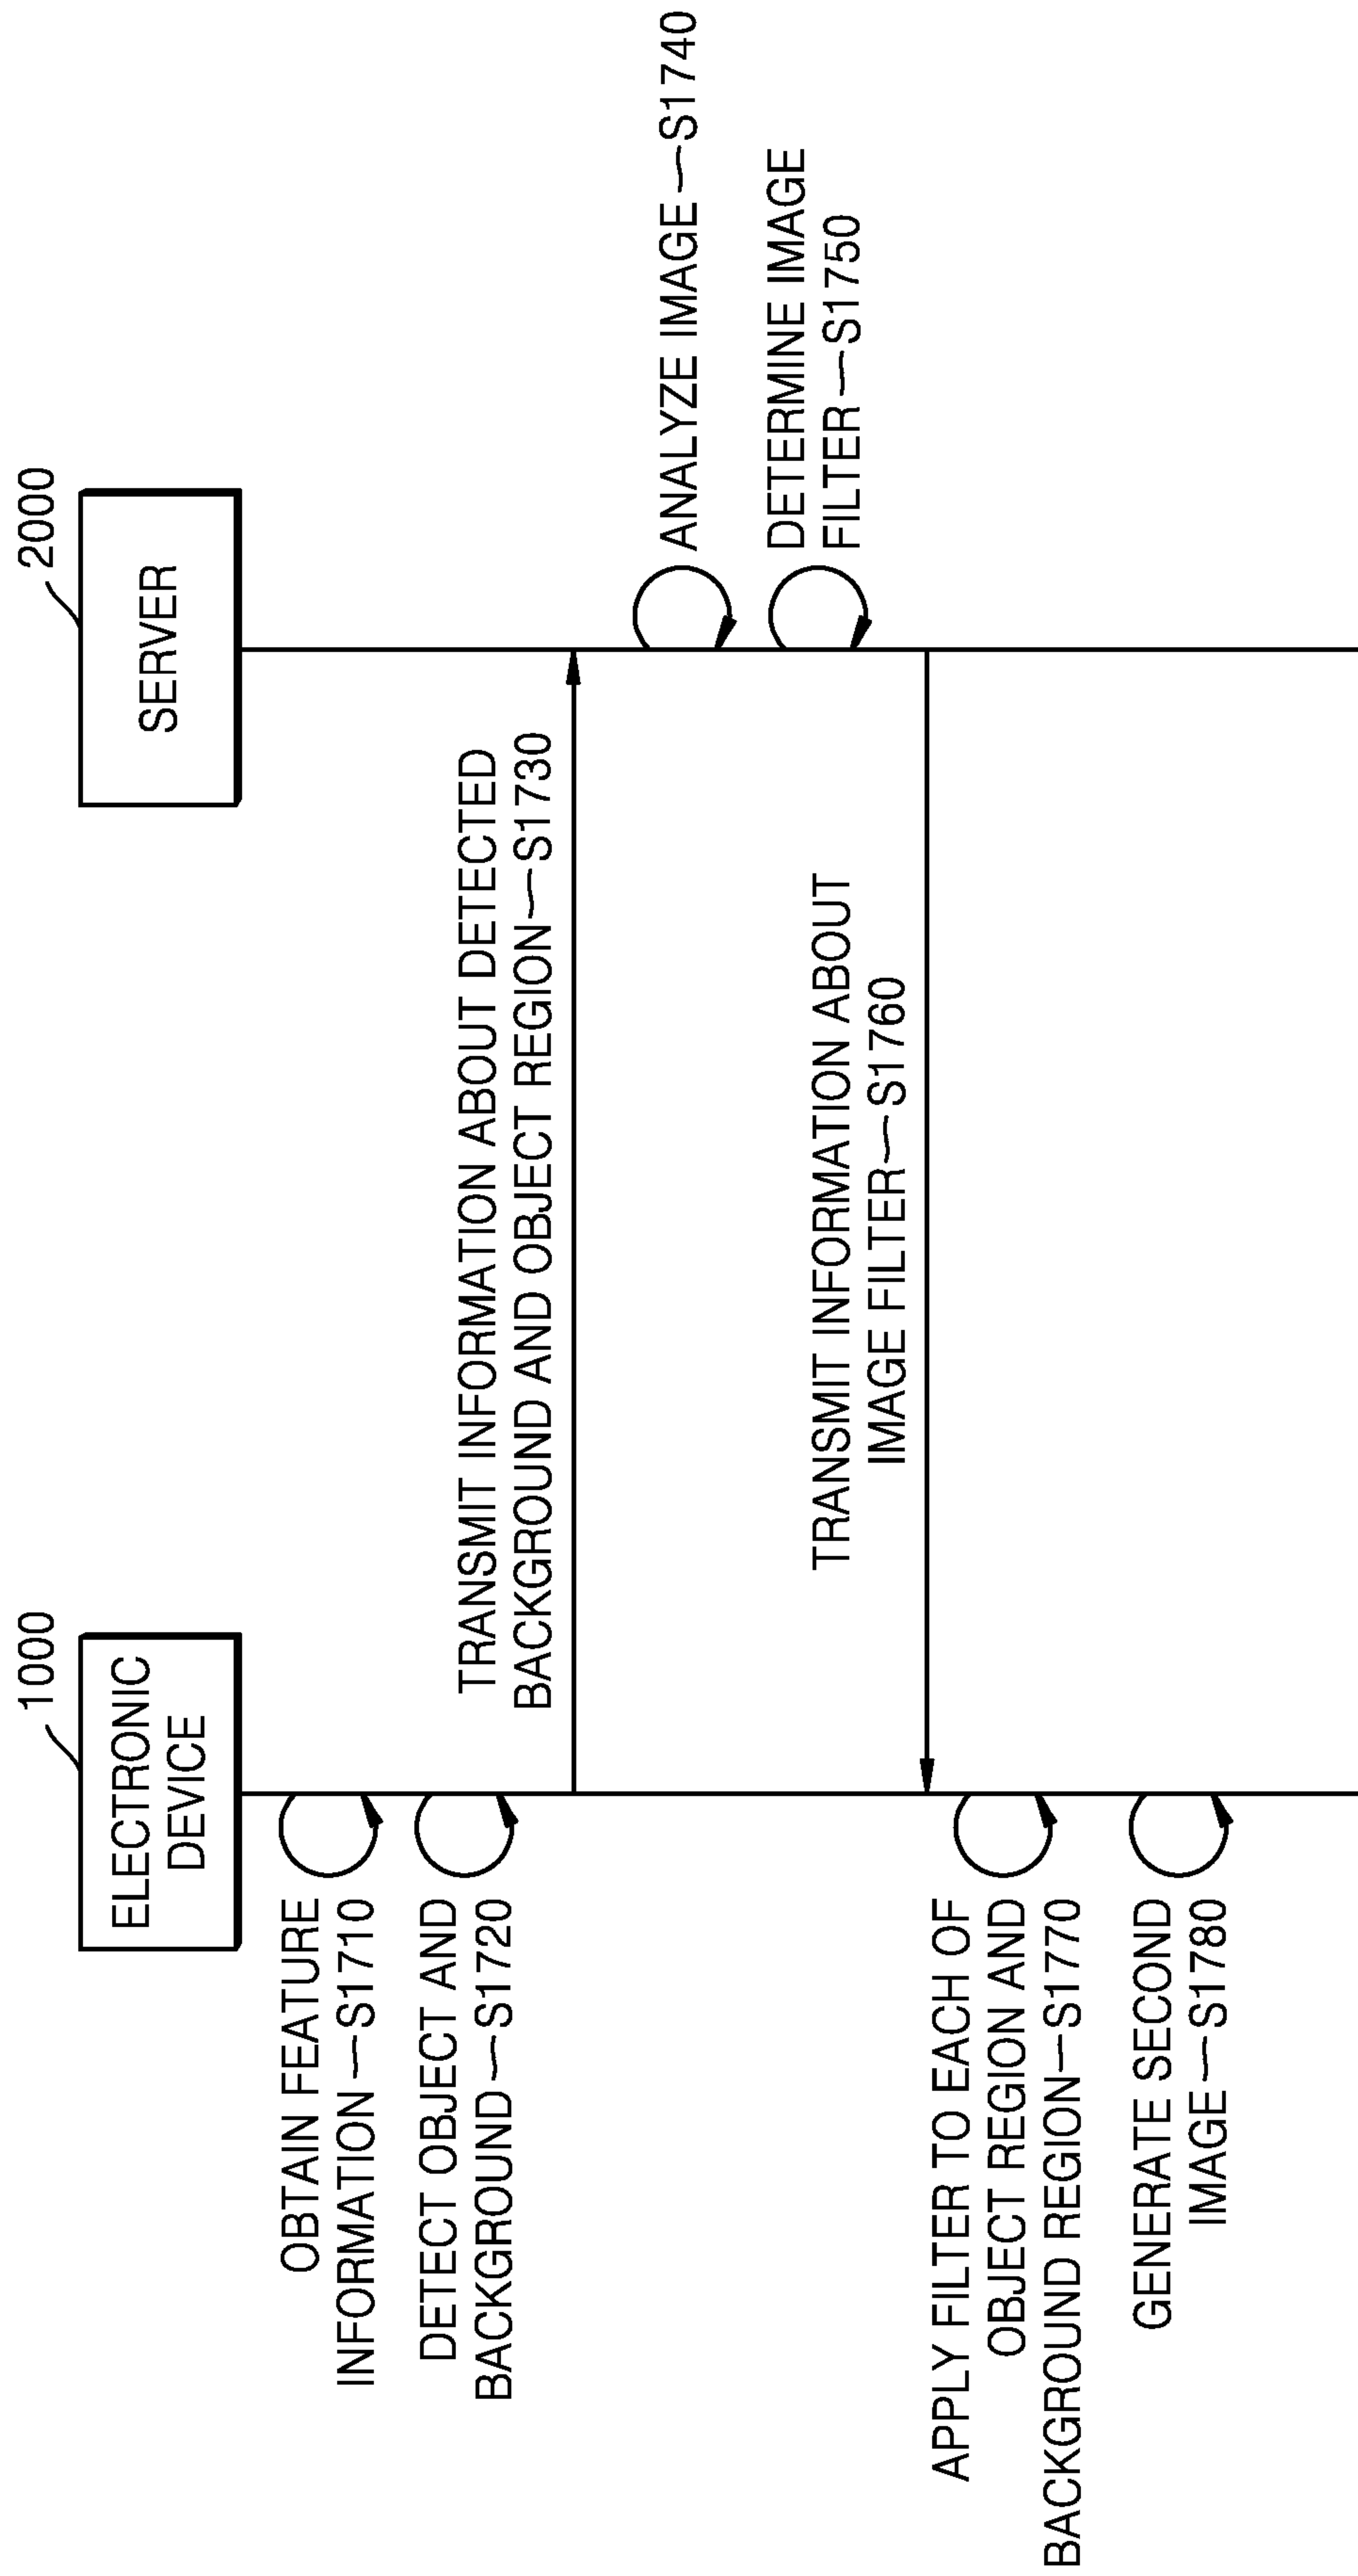 1000
ELECTRONIC
DEVICE
2000
SERVER
OBTAIN FEATURE
INFORMATION—S1710
DETECT OBJECT AND
BACKGROUND—S1720
TRANSMIT INFORMATION ABOUT DETECTED
BACKGROUND AND OBJECT REGION—S1730
ANALYZE IMAGE—S1740
DETERMINE IMAGE
FILTER—S1750
TRANSMIT INFORMATION ABOUT
IMAGE FILTER—S1760
APPLY FILTER TO EACH OF
OBJECT REGION AND
BACKGROUND REGION—S1770
GENERATE SECOND
IMAGE—S1780